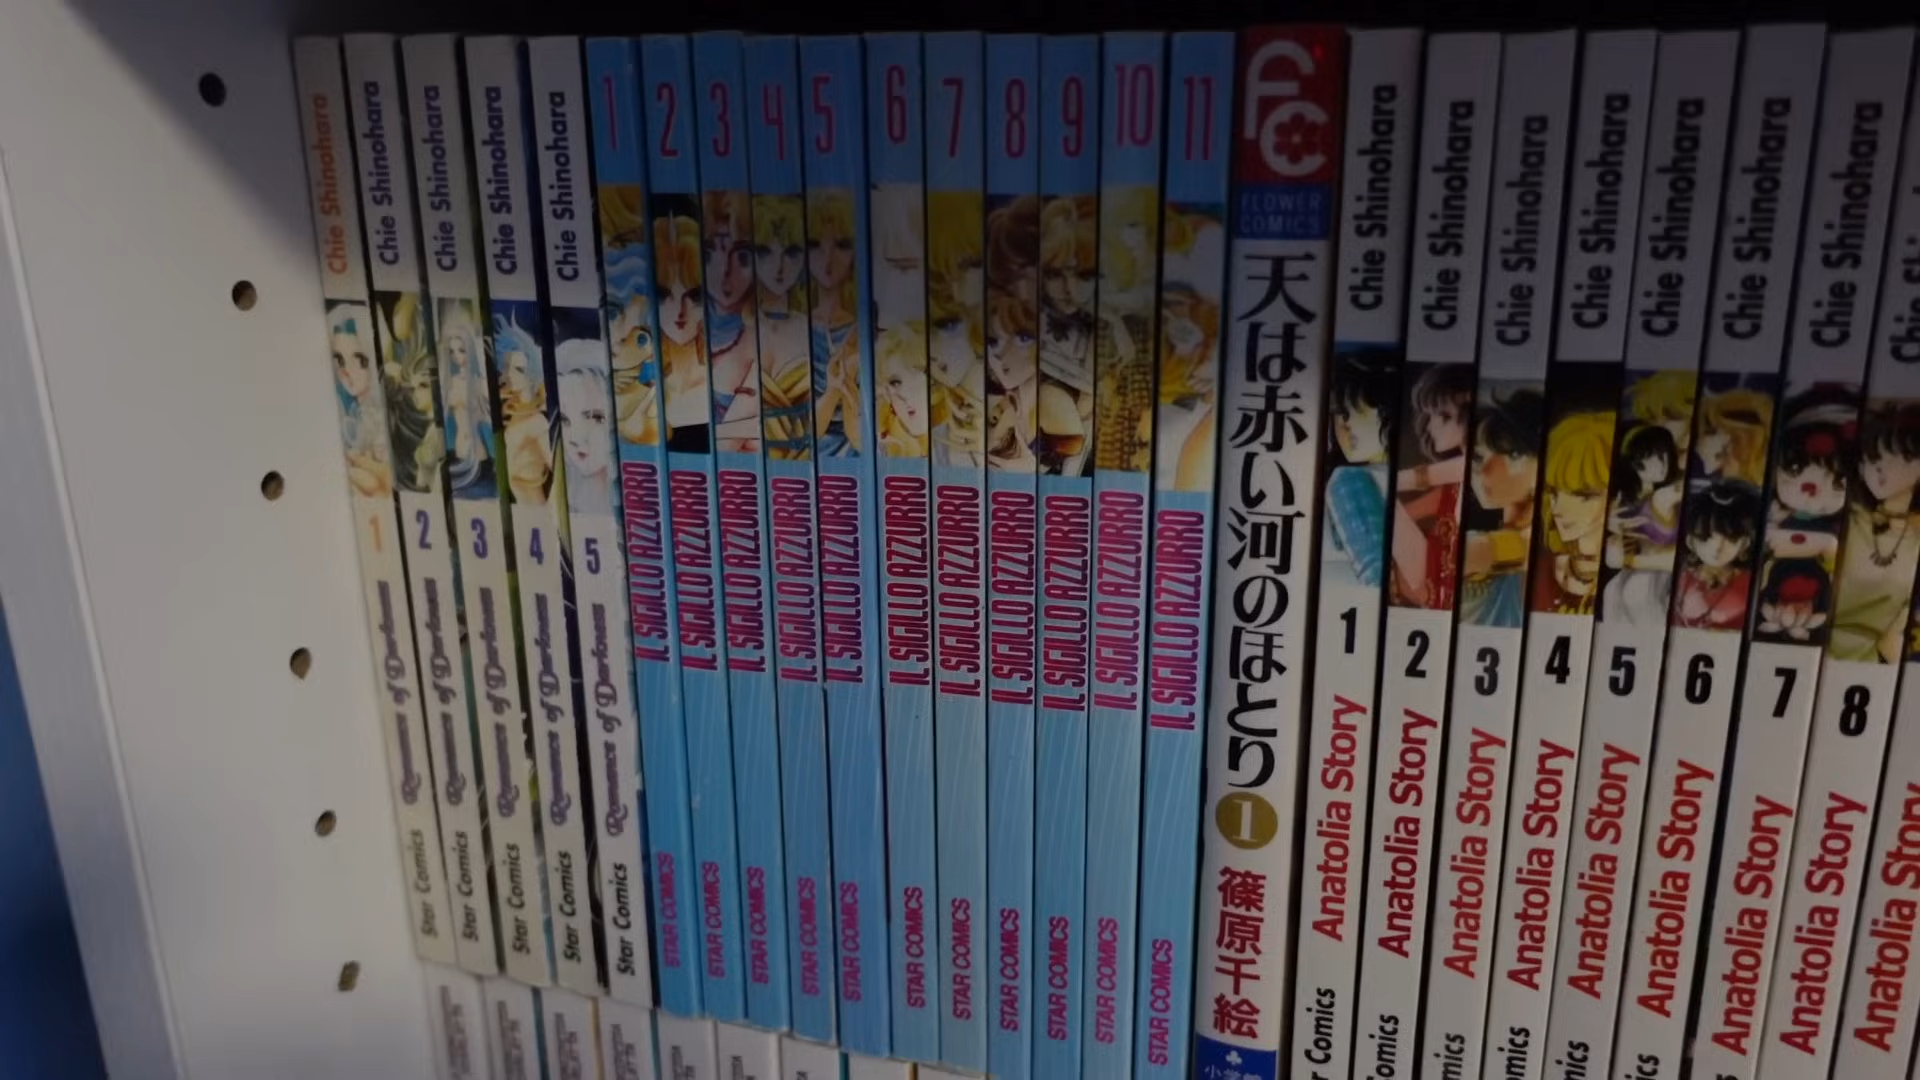 Chie Shinohara
1
Romance of Darkness
Star Comics
Chie Shinohara
2
Romance of Darkness
Star Comics
Chie Shinohara
3
Romance of Darkness
Star Comics
Chie Shinohara
4
Romance of Darkness
Star Comics
Chie Shinohara
5
Romance of Darkness
Star Comics
1
IL SIGILLO AZZURRO
STAR COMICS
2
IL SIGILLO AZZURRO
STAR COMICS
3
IL SIGILLO AZZURRO
STAR COMICS
4
IL SIGILLO AZZURRO
STAR COMICS
5
IL SIGILLO AZZURRO
STAR COMICS
6
IL SIGILLO AZZURRO
STAR COMICS
7
IL SIGILLO AZZURRO
STAR COMICS
8
IL SIGILLO AZZURRO
STAR COMICS
9
IL SIGILLO AZZURRO
STAR COMICS
10
IL SIGILLO AZZURRO
STAR COMICS
11
IL SIGILLO AZZURRO
STAR COMICS
FLOWER
COMICS
天は赤い河のほとり
1
篠原千絵
小学館
Chie Shinohara
1
Anatolia Story
Comics
Chie Shinohara
2
Anatolia Story
Chie Shinohara
3
Anatolia Story
Chie Shinohara
4
Anatolia Story
Chie Shinohara
5
Anatolia Story
Chie Shinohara
6
Anatolia Story
Chie Shinohara
7
Anatolia Story
Chie Shinohara
8
Anatolia Story
Chie
Anatolia Story